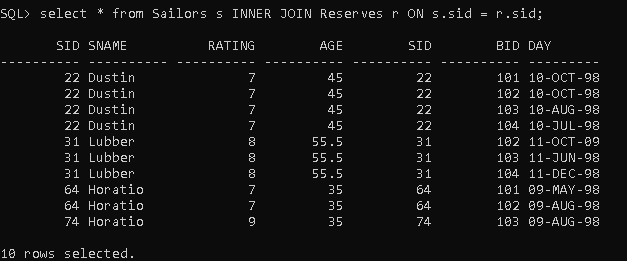 SQL> select * from Sailors s INNER JOIN Reserves r ON s.sid = r.sid;
SID SNAME RATING AGE SID BID DAY
---------- ---------- ---------- ---------- ---------- ---------- ---------
22 Dustin 7 45 22 101 10-OCT-98
22 Dustin 7 45 22 102 10-OCT-98
22 Dustin 7 45 22 103 10-AUG-98
22 Dustin 7 45 22 104 10-JUL-98
31 Lubber 8 55.5 31 102 11-OCT-09
31 Lubber 8 55.5 31 103 11-JUN-98
31 Lubber 8 55.5 31 104 11-DEC-98
64 Horatio 7 35 64 101 09-MAY-98
64 Horatio 7 35 64 102 09-AUG-98
74 Horatio 9 35 74 103 09-AUG-98
10 rows selected.